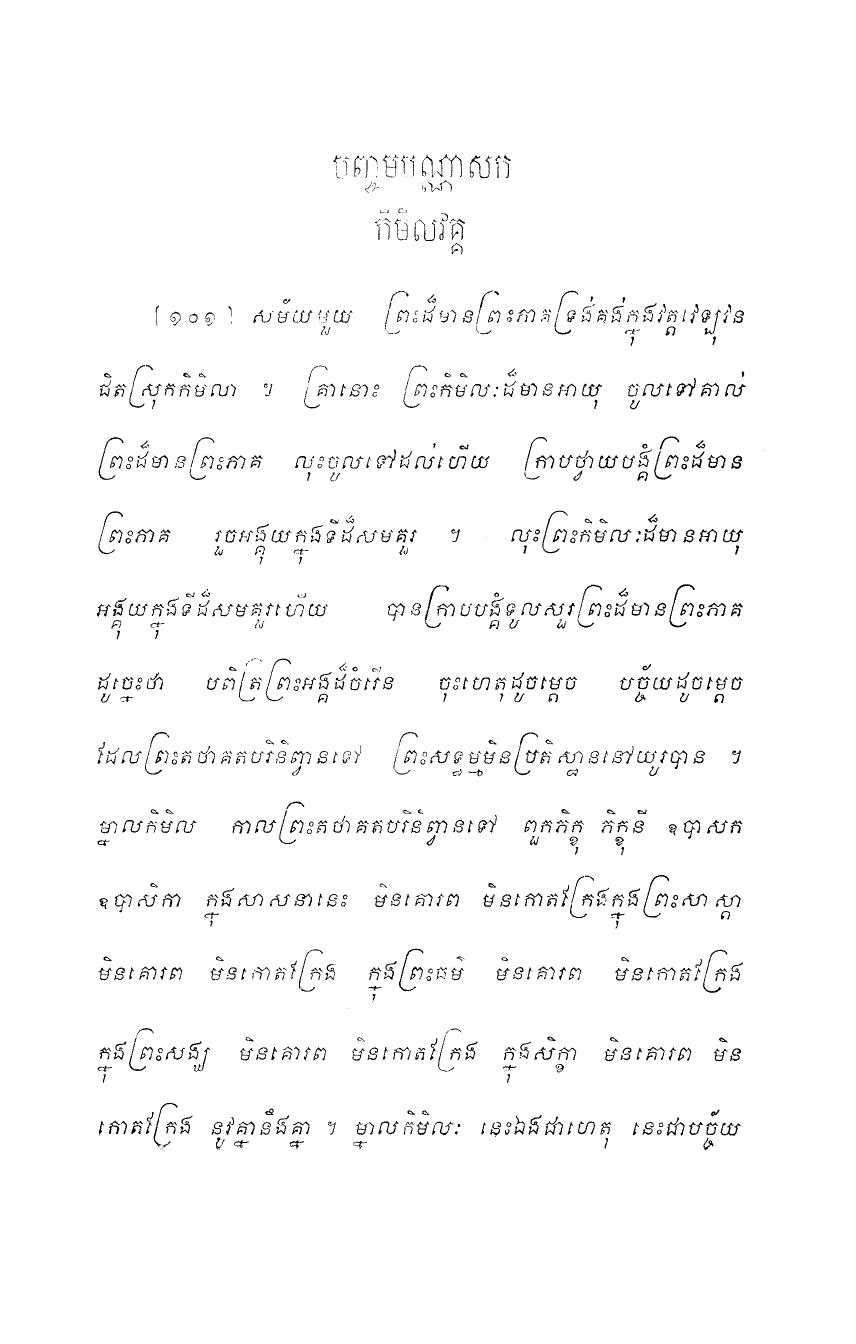 បញ្ចមបណ្ណាសក
កិមិលវគ្គ
[១០១] សម័យមួយ ព្រះដ៏មានព្រះភាគទ្រង់គង់ក្នុងវត្តវេឡុវន
ជិតស្រុកកិមិលា ។ គ្រានោះ ព្រះកិមិលៈដ៏មានអាយុ ចូលទៅគាល់
ព្រះដ៏មានព្រះភាគ លុះចូលទៅដល់ហើយ ក្រាបថ្វាយបង្គំព្រះដ៏មាន
ព្រះភាគ រួចអង្គុយក្នុងទីដ៏សមគួរ ។ លុះព្រះកិមិលៈដ៏មានអាយុ
អង្គុយក្នុងទីដ៏សមគួរហើយ បានក្រាបបង្គំទូលសួរព្រះដ៏មានព្រះភាគ
ដូច្នេះថា បពិត្រព្រះអង្គដ៏ចំរើន ចុះហេតុដូចម្តេច បច្ច័យដូចម្តេច
ដែលព្រះតថាគតបរិនិព្វានទៅ ព្រះសទ្ធម្មមិនប្រតិស្ឋាននៅយូរបាន ។
ម្នាលកិមិល កាលព្រះតថាគតបរិនិព្វានទៅ ពួកភិក្ខុ ភិក្ខុនី ឧបាសក
ឧបាសិកា ក្នុងសាសនានេះ មិនគោរព មិនកោតក្រែងក្នុងព្រះសាស្តា
មិនគោរព មិនកោតក្រែង ក្នុងព្រះធម៌ មិនគោរព មិនកោតក្រែង
ក្នុងព្រះសង្ឃ មិនគោរព មិនកោតក្រែង ក្នុងសិក្ខា មិនគោរព មិន
កោតក្រែង នូវគ្នានឹងគ្នា ។ ម្នាលកិមិលៈ នេះឯងជាហេតុ នេះជាបច្ច័យ